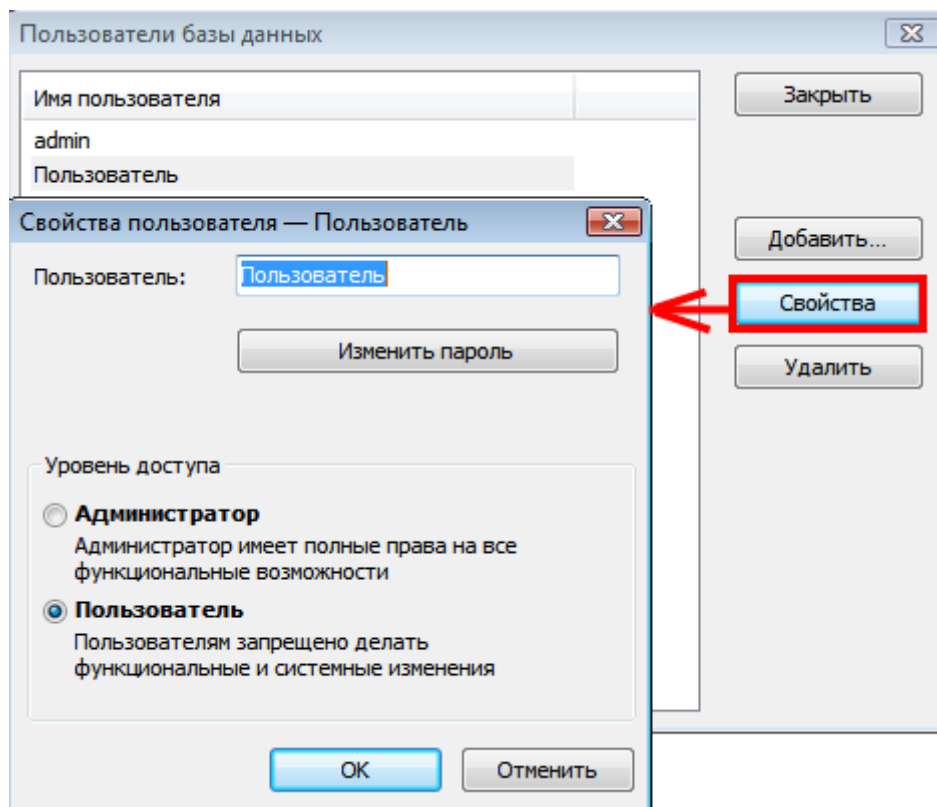 Пользователи базы данных
Имя пользователя
Закрыть
admin
Пользователь
Свойства пользователя — Пользователь
Добавить...
Пользователь:
Пользователь
Свойства
Изменить пароль
Удалить
Уровень доступа
Администратор
Администратор имеет полные права на все
функциональные возможности
Пользователь
Пользователям запрещено делать
функциональные и системные изменения
OK
Отменить